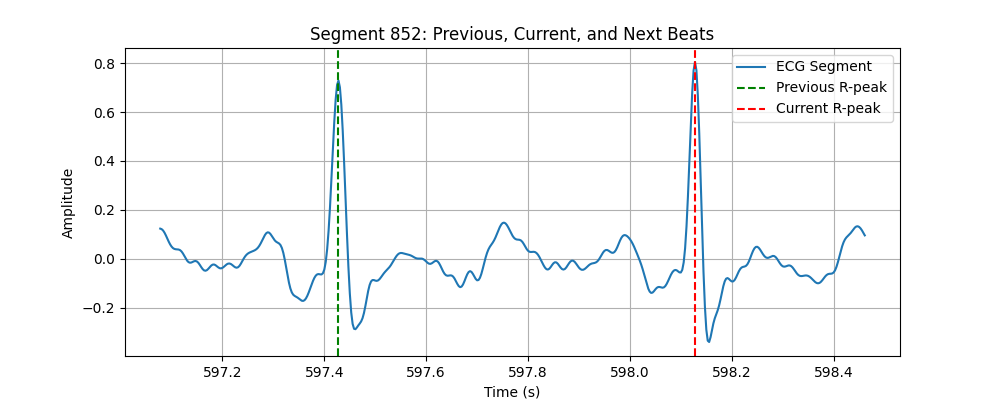 Segment 852: Previous, Current, and Next Beats
ECG Segment
Previous R-peak
Current R-peak
Amplitude
0.8
0.6
0.4
0.2
0.0
−0.2
597.2 597.4 597.6 597.8 598.0 598.2 598.4
Time (s)